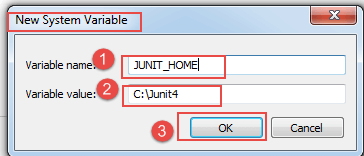 New System Variable
1
Variable name: JUNIT_HOME
2
Variable value: C:\Junit4
3
OK Cancel